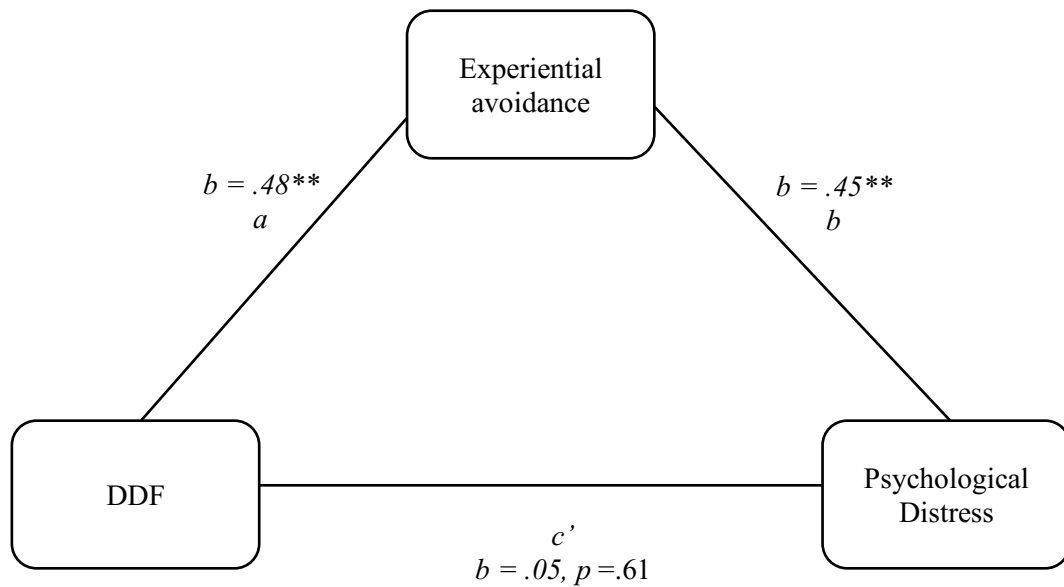 Experiential
avoidance
b = .48**
a
b = .45**
b
DDF
Psychological
Distress
c’
b = .05, p =.61